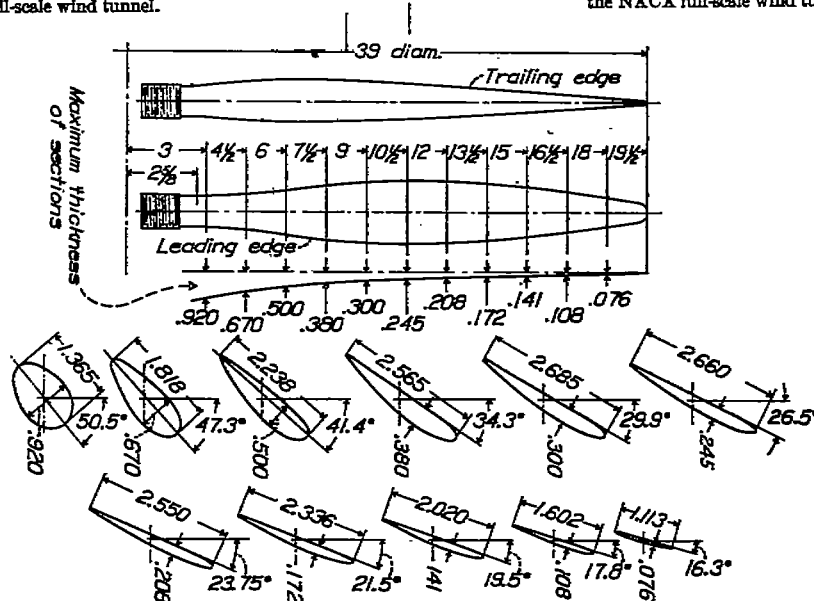 ll-scale wind tunnel.
the NACA full-scale wind tu
39 diam.
Trailing edge
Maximum thickness
of sections
3 4½ 6 7½ 9 10½ 12 13½ 15 16½ 18 19½
2⅝
Leading edge
.920 .670 .500 .380 .300 .245 .208 .172 .141 .108 .076
1.365 1.818 2.238 2.565 2.685 2.660
50.5° 47.3° 41.4° 34.3° 29.9° 26.5°
.920 .670 .500 .380 .300 .245
2.550 2.336 2.020 1.602 1.113
23.75° 21.5° 19.5° 17.8° 16.3°
.208 .172 .141 .108 .076